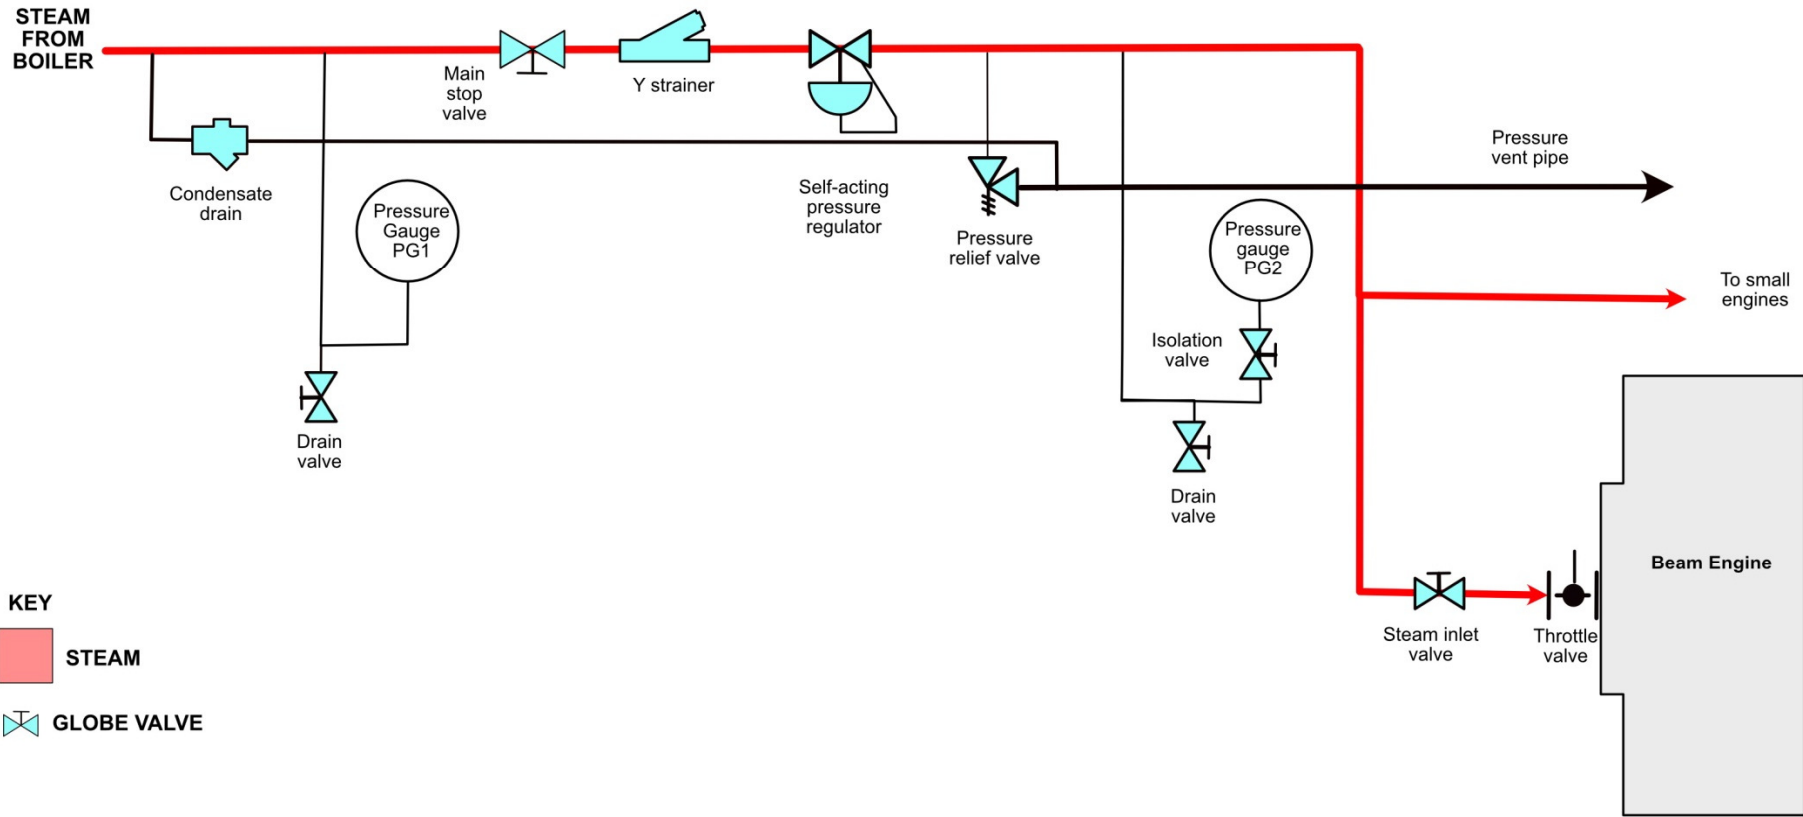 STEAM
FROM
BOILER
Main
stop
valve
Y strainer
Pressure
vent pipe
Condensate
drain
Self-acting
pressure
regulator
Pressure
Gauge
PG1
Pressure
relief valve
Pressure
gauge
PG2
To small
engines
Isolation
valve
Drain
valve
Drain
valve
Beam Engine
Steam inlet
valve
Throttle
valve
KEY
STEAM
GLOBE VALVE